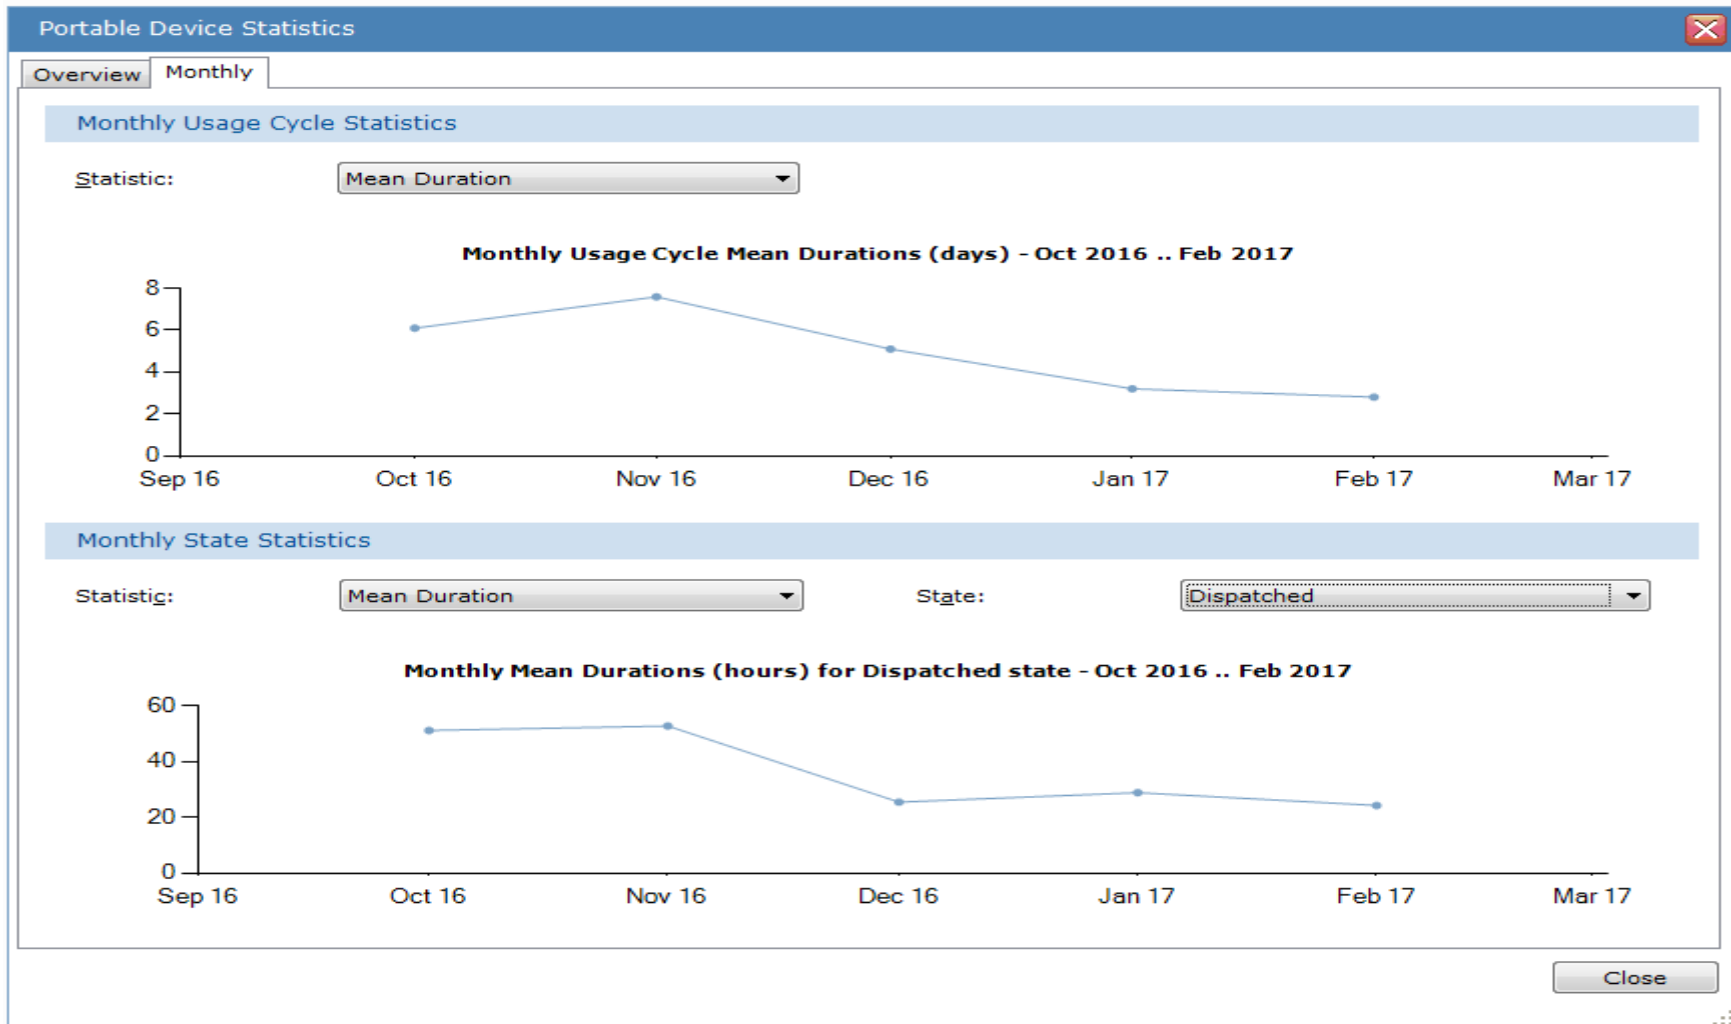 Portable Device Statistics
Overview Monthly
Monthly Usage Cycle Statistics
Statistic: Mean Duration
Monthly Usage Cycle Mean Durations (days) - Oct 2016 .. Feb 2017
8
6
4
2
0
Sep 16 Oct 16 Nov 16 Dec 16 Jan 17 Feb 17 Mar 17
Monthly State Statistics
Statistic: Mean Duration State: Dispatched
Monthly Mean Durations (hours) for Dispatched state - Oct 2016 .. Feb 2017
60
40
20
0
Sep 16 Oct 16 Nov 16 Dec 16 Jan 17 Feb 17 Mar 17
Close